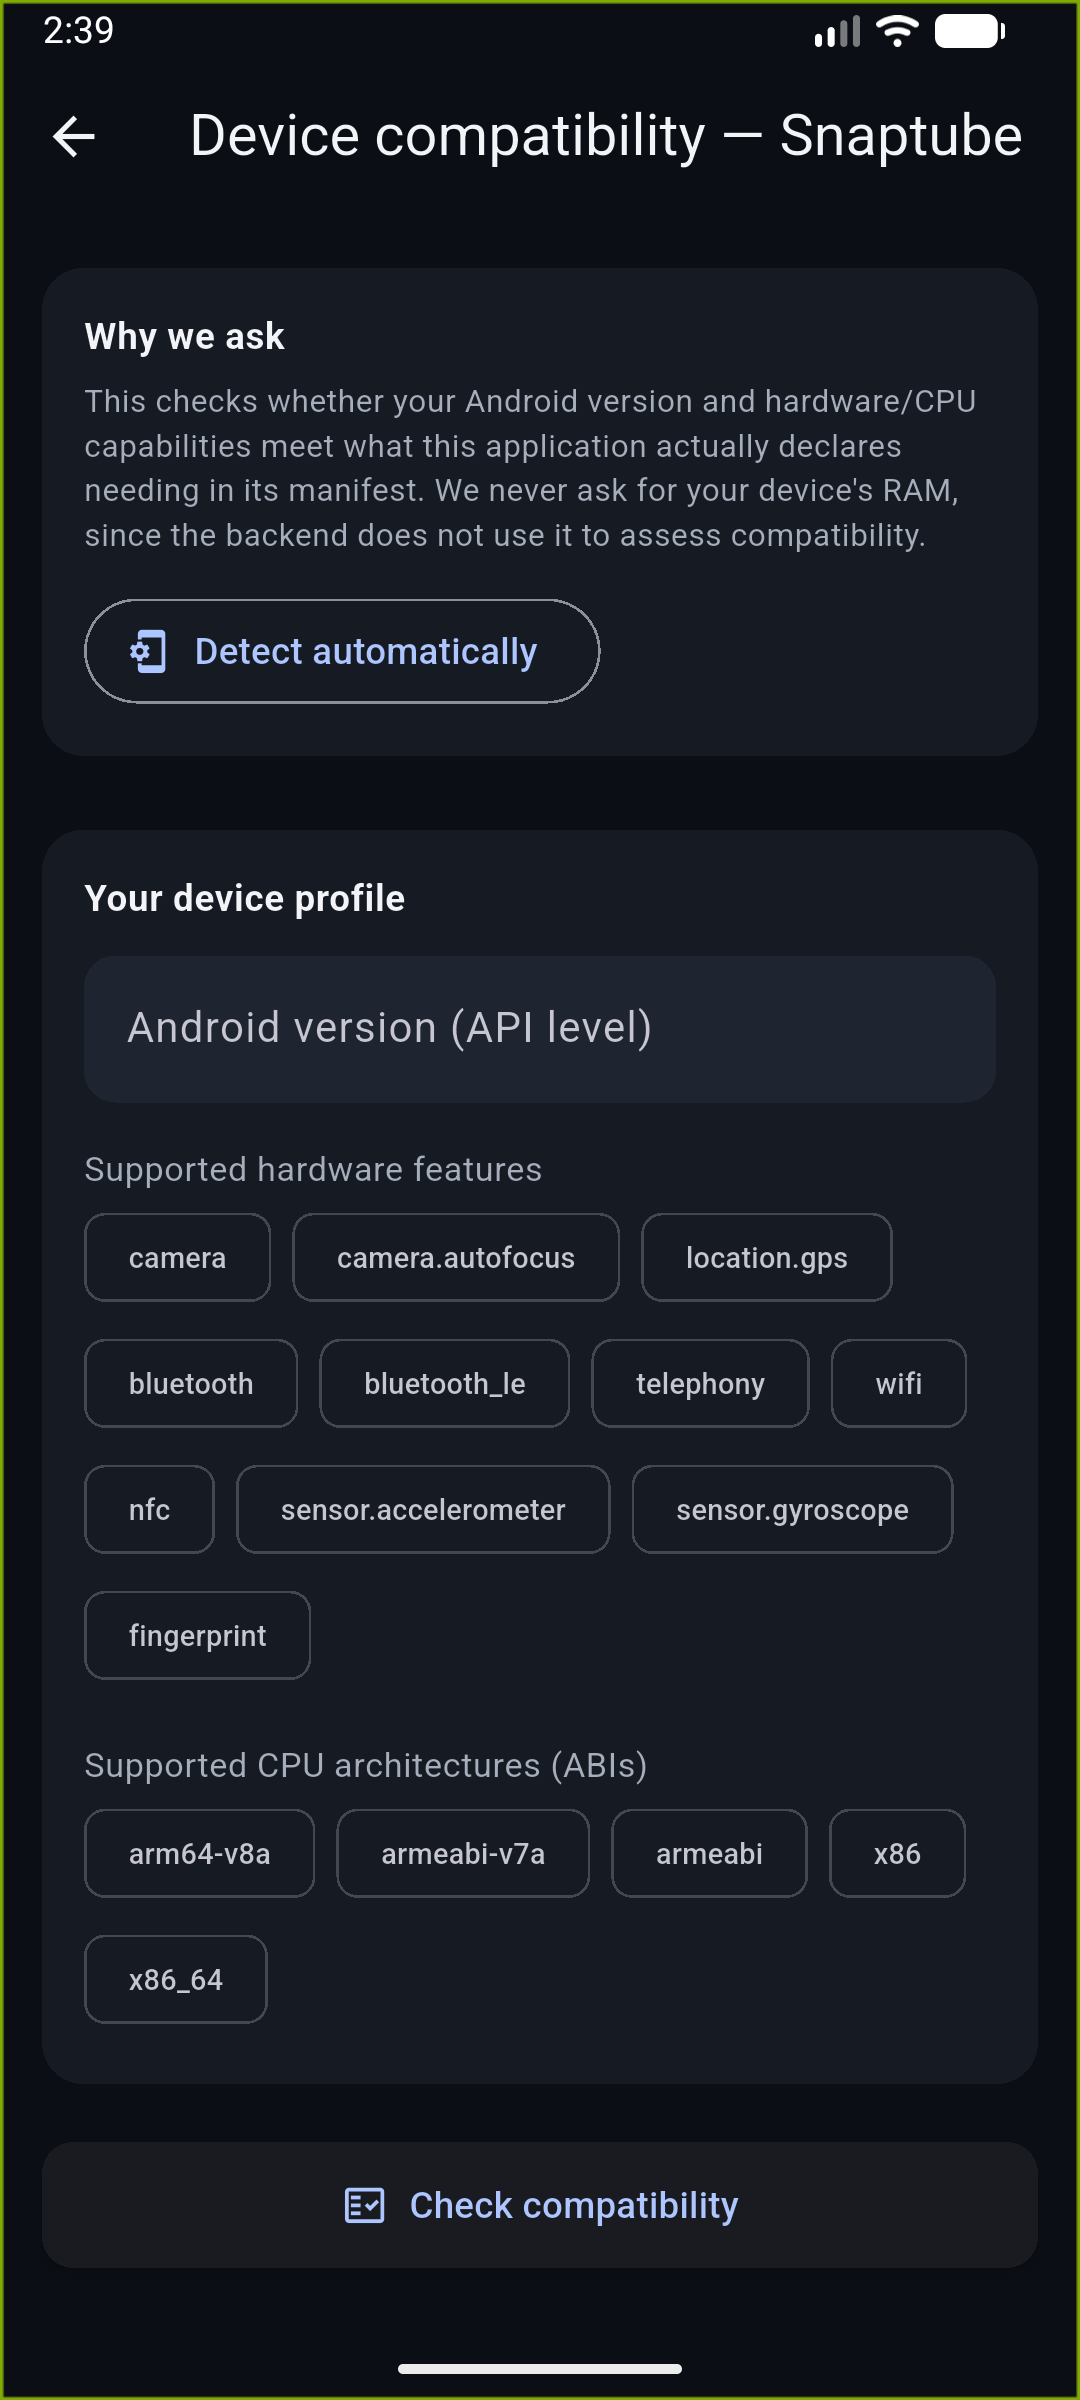 2:39
Device compatibility — Snaptube
Why we ask
This checks whether your Android version and hardware/CPU
capabilities meet what this application actually declares
needing in its manifest. We never ask for your device's RAM,
since the backend does not use it to assess compatibility.
Detect automatically
Your device profile
Android version (API level)
Supported hardware features
camera camera.autofocus location.gps
bluetooth bluetooth_le telephony wifi
nfc sensor.accelerometer sensor.gyroscope
fingerprint
Supported CPU architectures (ABIs)
arm64-v8a armeabi-v7a armeabi x86
x86_64
Check compatibility